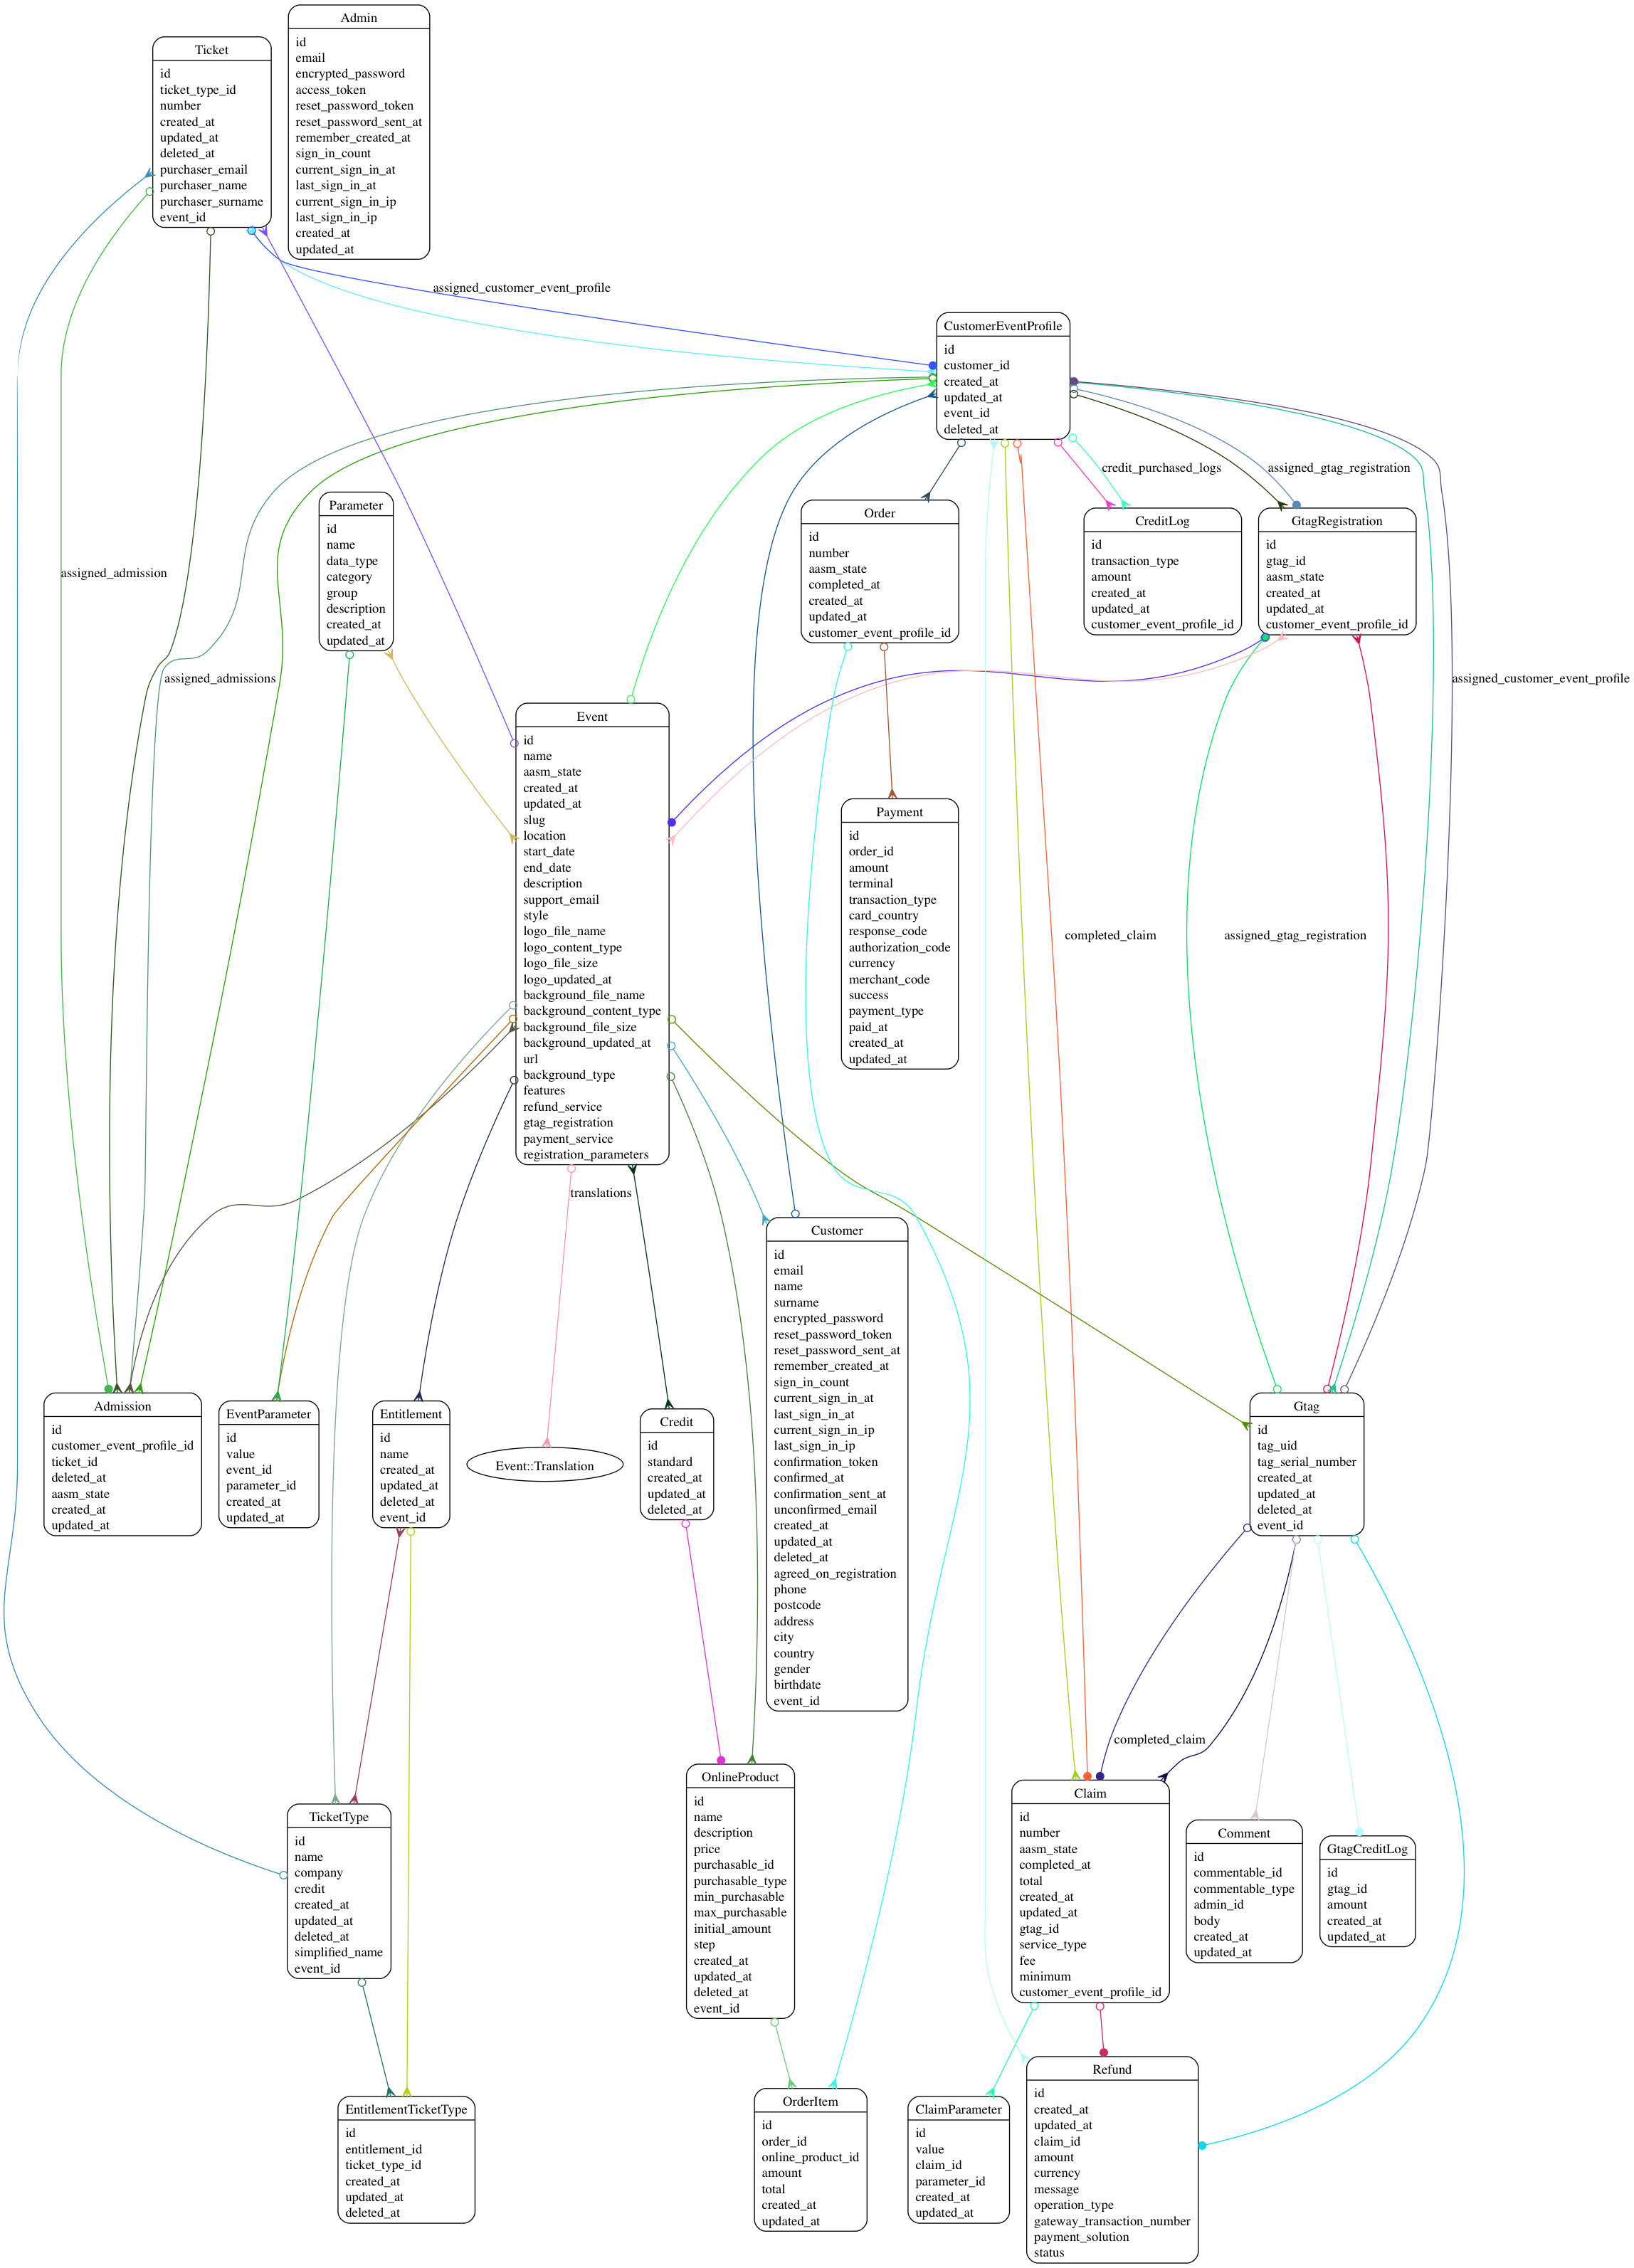 Admin
id
email
encrypted_password
access_token
reset_password_token
reset_password_sent_at
remember_created_at
sign_in_count
current_sign_in_at
last_sign_in_at
current_sign_in_ip
last_sign_in_ip
created_at
updated_at
Ticket
id
ticket_type_id
number
created_at
updated_at
deleted_at
purchaser_email
purchaser_name
purchaser_surname
event_id
assigned_customer_event_profile
CustomerEventProfile
id
customer_id
created_at
updated_at
event_id
deleted_at
credit_purchased_logs
assigned_gtag_registration
Parameter
id
name
data_type
category
group
description
created_at
updated_at
Order
id
number
aasm_state
completed_at
created_at
updated_at
customer_event_profile_id
CreditLog
id
transaction_type
amount
created_at
updated_at
customer_event_profile_id
GtagRegistration
id
gtag_id
aasm_state
created_at
updated_at
customer_event_profile_id
assigned_admission
assigned_admissions
assigned_customer_event_profile
Event
id
name
aasm_state
created_at
updated_at
slug
location
start_date
end_date
description
support_email
style
logo_file_name
logo_content_type
logo_file_size
logo_updated_at
background_file_name
background_content_type
background_file_size
background_updated_at
url
background_type
features
refund_service
gtag_registration
payment_service
registration_parameters
Payment
id
order_id
amount
terminal
transaction_type
card_country
response_code
authorization_code
currency
merchant_code
success
payment_type
paid_at
created_at
updated_at
completed_claim
assigned_gtag_registration
translations
Customer
id
email
name
surname
encrypted_password
reset_password_token
reset_password_sent_at
remember_created_at
sign_in_count
current_sign_in_at
last_sign_in_at
current_sign_in_ip
last_sign_in_ip
confirmation_token
confirmed_at
confirmation_sent_at
unconfirmed_email
created_at
updated_at
deleted_at
agreed_on_registration
phone
postcode
address
city
country
gender
birthdate
event_id
Admission
id
customer_event_profile_id
ticket_id
deleted_at
aasm_state
created_at
updated_at
EventParameter
id
value
event_id
parameter_id
created_at
updated_at
Entitlement
id
name
created_at
updated_at
deleted_at
event_id
Event::Translation
Credit
id
standard
created_at
updated_at
deleted_at
Gtag
id
tag_uid
tag_serial_number
created_at
updated_at
deleted_at
event_id
completed_claim
OnlineProduct
id
name
description
price
purchasable_id
purchasable_type
min_purchasable
max_purchasable
initial_amount
step
created_at
updated_at
deleted_at
event_id
Claim
id
number
aasm_state
completed_at
total
created_at
updated_at
gtag_id
service_type
fee
minimum
customer_event_profile_id
TicketType
id
name
company
credit
created_at
updated_at
deleted_at
simplified_name
event_id
Comment
id
commentable_id
commentable_type
admin_id
body
created_at
updated_at
GtagCreditLog
id
gtag_id
amount
created_at
updated_at
EntitlementTicketType
id
entitlement_id
ticket_type_id
created_at
updated_at
deleted_at
OrderItem
id
order_id
online_product_id
amount
total
created_at
updated_at
ClaimParameter
id
value
claim_id
parameter_id
created_at
updated_at
Refund
id
created_at
updated_at
claim_id
amount
currency
message
operation_type
gateway_transaction_number
payment_solution
status